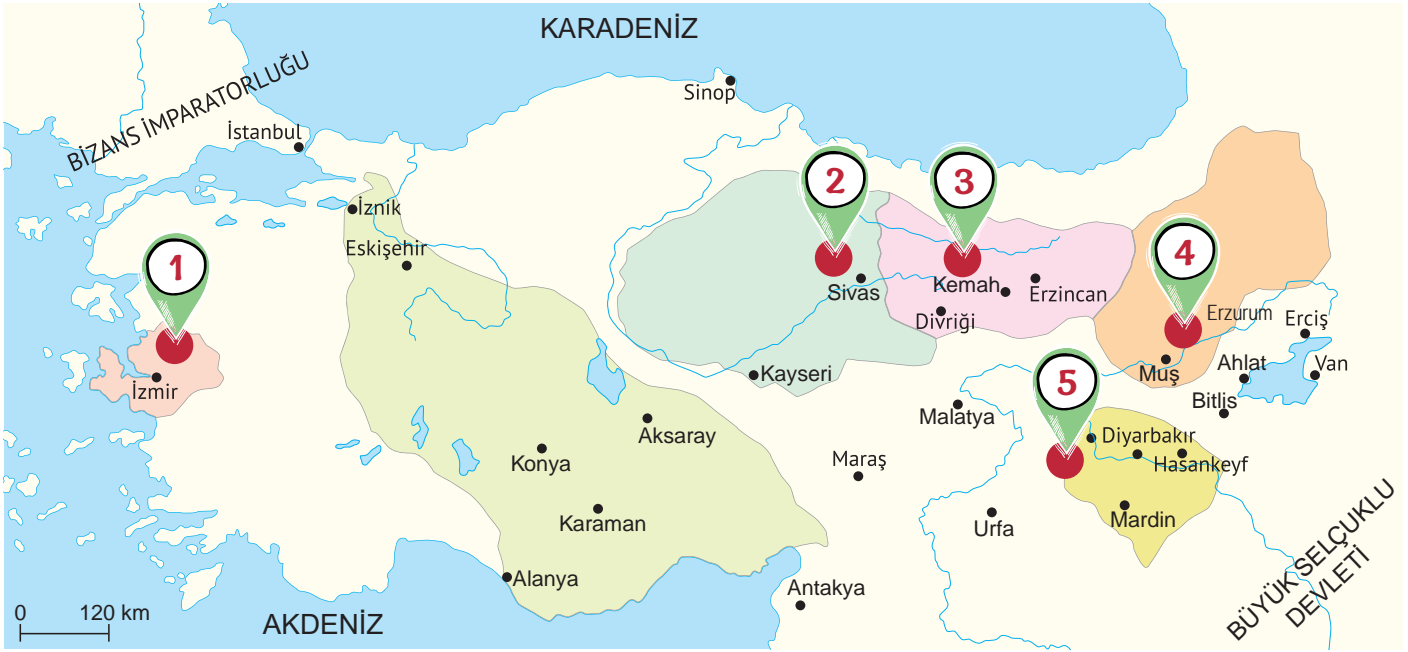 KARADENİZ
BİZANS İMPARATORLUĞU
İstanbul
Sinop
1
2
3
4
5
İznik
Eskişehir
Sivas
Kemah
Erzincan
Divriği
Erzurum
Erciş
Muş
Ahlat
Van
Bitlis
İzmir
Kayseri
Malatya
Aksaray
Konya
Maraş
Diyarbakır
Hasankeyf
Karaman
Urfa
Mardin
Alanya
Antakya
BÜYÜK SELÇUKLU
DEVLETİ
0 120 km
AKDENİZ